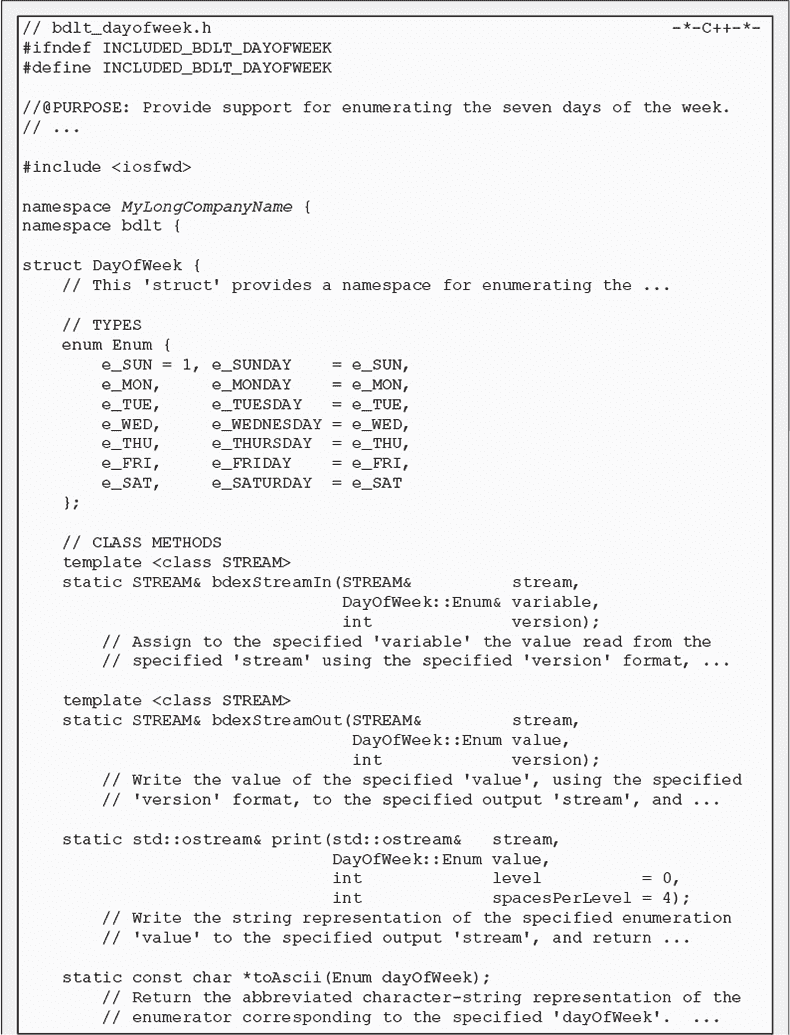 // bdlt_dayofweek.h                                              -*-C++-*-
#ifndef INCLUDED_BDLT_DAYOFWEEK
#define INCLUDED_BDLT_DAYOFWEEK

//@PURPOSE: Provide support for enumerating the seven days of the week.
// ...

#include <iosfwd>

namespace MyLongCompanyName {
namespace bdlt {

struct DayOfWeek {
    // This 'struct' provides a namespace for enumerating the ...

    // TYPES
    enum Enum {
        e_SUN = 1, e_SUNDAY    = e_SUN,
        e_MON,     e_MONDAY    = e_MON,
        e_TUE,     e_TUESDAY   = e_TUE,
        e_WED,     e_WEDNESDAY = e_WED,
        e_THU,     e_THURSDAY  = e_THU,
        e_FRI,     e_FRIDAY    = e_FRI,
        e_SAT,     e_SATURDAY  = e_SAT
    };

    // CLASS METHODS
    template <class STREAM>
    static STREAM& bdexStreamIn(STREAM&          stream,
                                DayOfWeek::Enum& variable,
                                int              version);
        // Assign to the specified 'variable' the value read from the
        // specified 'stream' using the specified 'version' format, ...

    template <class STREAM>
    static STREAM& bdexStreamOut(STREAM&         stream,
                                 DayOfWeek::Enum value,
                                 int             version);
        // Write the value of the specified 'value', using the specified
        // 'version' format, to the specified output 'stream', and ...

    static std::ostream& print(std::ostream&   stream,
                               DayOfWeek::Enum value,
                               int             level          = 0,
                               int             spacesPerLevel = 4);
        // Write the string representation of the specified enumeration
        // 'value' to the specified output 'stream', and return ...

    static const char *toAscii(Enum dayOfWeek);
        // Return the abbreviated character-string representation of the
        // enumerator corresponding to the specified 'dayOfWeek'.  ...